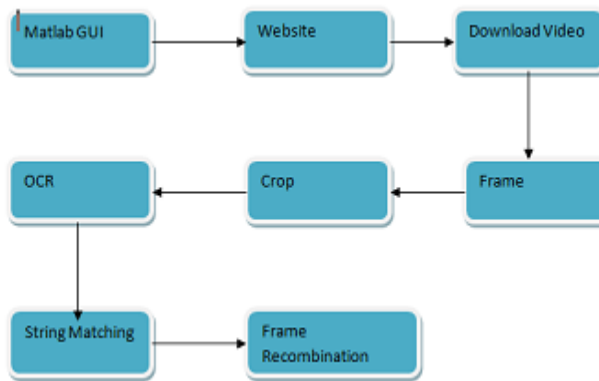 Matlab GUI
Website
Download Video
Frame
Crop
OCR
String Matching
Frame
Recombination